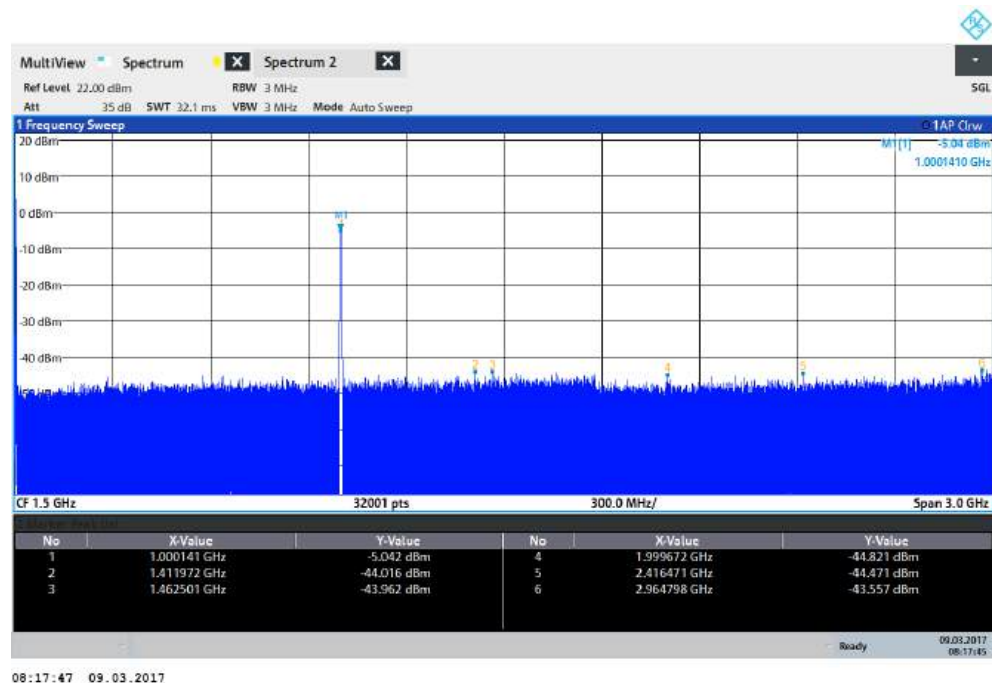 R&S
MultiView Spectrum X Spectrum 2 X
Ref Level 22.00 dBm RBW 3 MHz SGL
Att 35 dB SWT 32.1 ms VBW 3 MHz Mode Auto Sweep
1 Frequency Sweep 1AP Clrw
20 dBm M1[1] -5.04 dBm
1.0001410 GHz
10 dBm
0 dBm M1
-10 dBm
-20 dBm
-30 dBm
-40 dBm
2 3 4 5 6
CF 1.5 GHz 32001 pts 300.0 MHz/ Span 3.0 GHz
No X-Value Y-Value No X-Value Y-Value
1 1.000141 GHz -5.042 dBm 4 1.999672 GHz -44.821 dBm
2 1.411972 GHz -44.016 dBm 5 2.416471 GHz -44.471 dBm
3 1.462501 GHz -43.962 dBm 6 2.964798 GHz -43.557 dBm
Ready 09.03.2017
08:17:45
08:17:47 09.03.2017